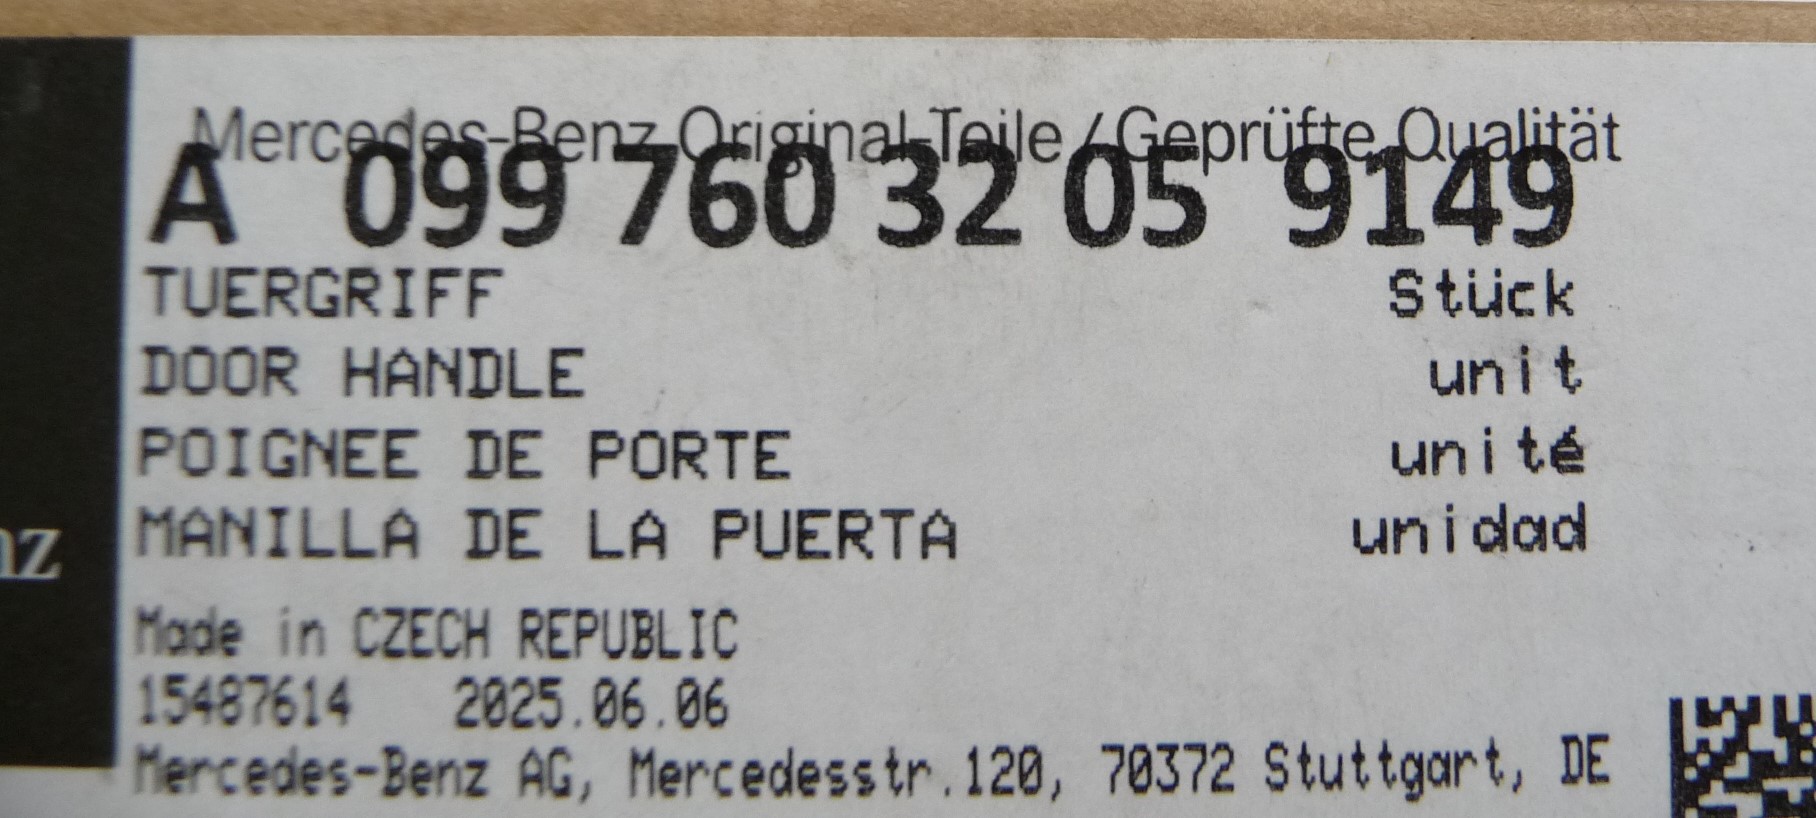 Mercedes-Benz Original-Teile / Geprüfte Qualität
A 099 760 32 05 9149
TUERGRIFF Stück
DOOR HANDLE unit
POIGNEE DE PORTE unité
MANILLA DE LA PUERTA unidad
nz
Made in CZECH REPUBLIC
15487614 2025.06.06
Mercedes-Benz AG, Mercedesstr.120, 70372 Stuttgart, DE